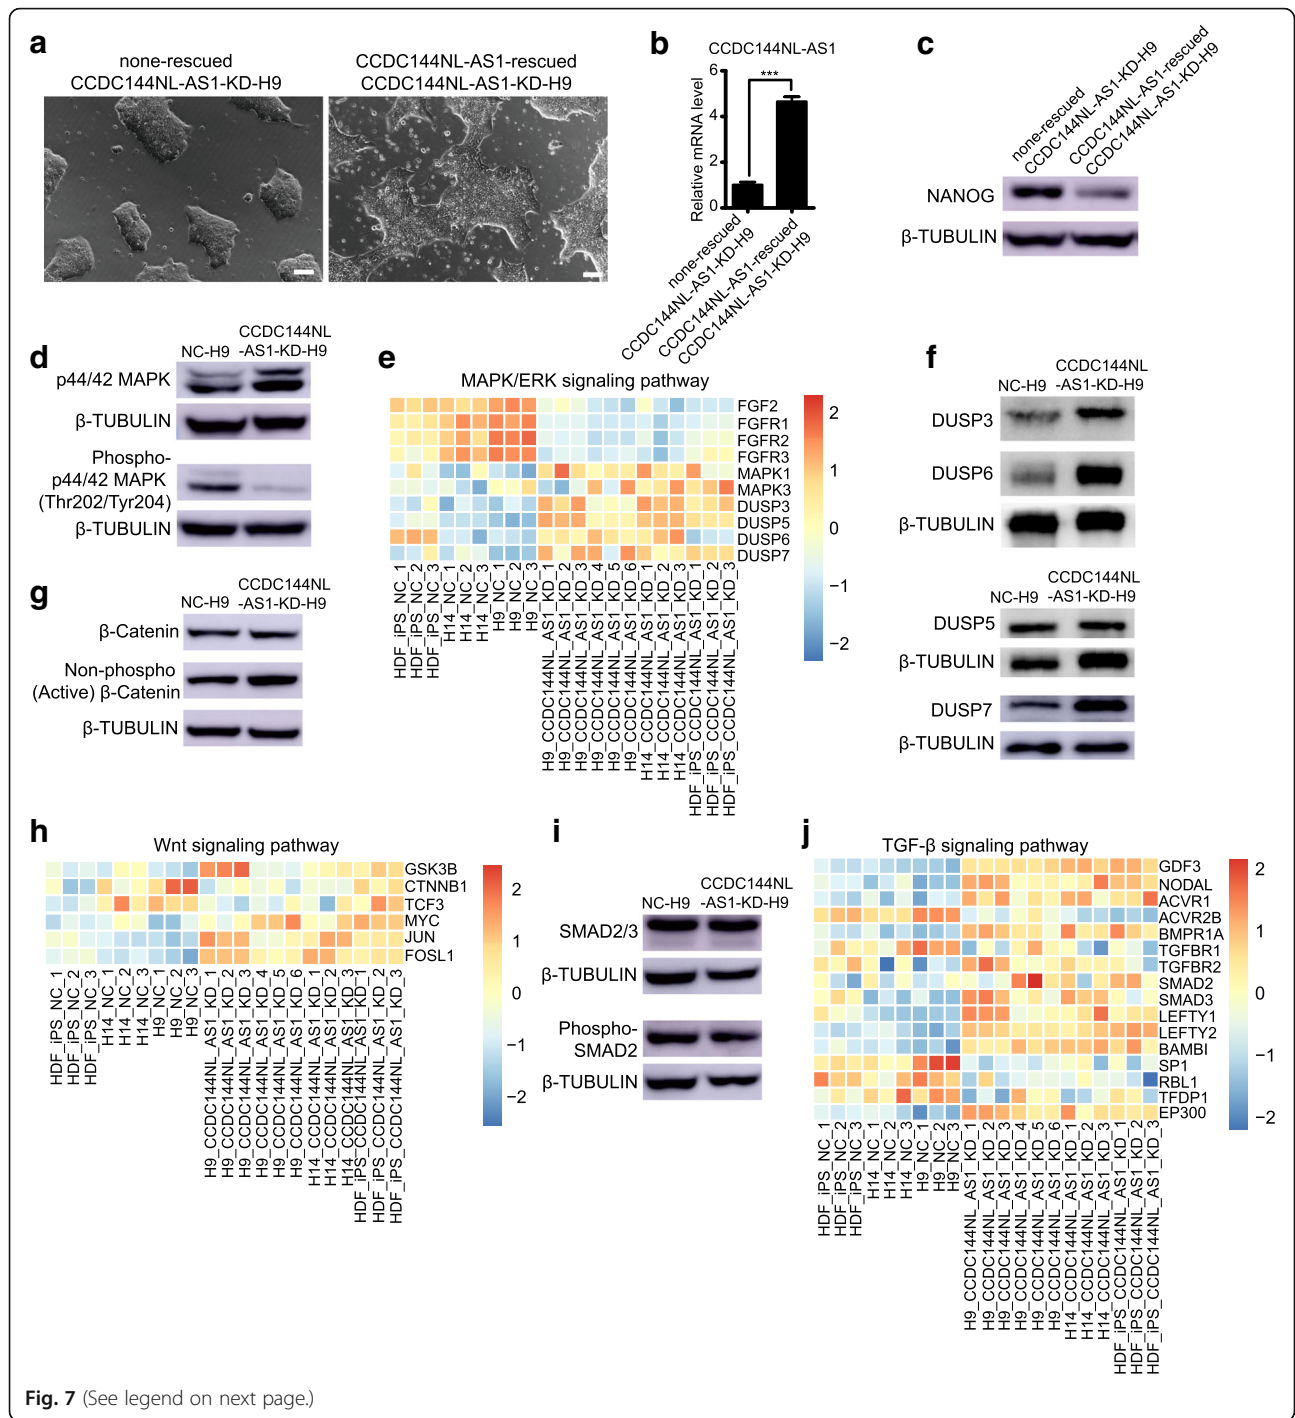 a
none-rescued
CCDC144NL-AS1-KD-H9
CCDC144NL-AS1-rescued
CCDC144NL-AS1-KD-H9
b
CCDC144NL-AS1
Relative mRNA level
6
4
2
0
***
none-rescued
CCDC144NL-AS1-KD-H9
CCDC144NL-AS1-rescued
CCDC144NL-AS1-KD-H9
c
none-rescued
CCDC144NL-AS1-KD-H9
CCDC144NL-AS1-rescued
CCDC144NL-AS1-KD-H9
NANOG
β-TUBULIN
d
NC-H9
CCDC144NL
-AS1-KD-H9
p44/42 MAPK
β-TUBULIN
Phospho-
p44/42 MAPK
(Thr202/Tyr204)
β-TUBULIN
e
MAPK/ERK signaling pathway
FGF2
FGFR1
FGFR2
FGFR3
MAPK1
MAPK3
DUSP3
DUSP5
DUSP6
DUSP7
HDF_iPS_NC_1
HDF_iPS_NC_2
HDF_iPS_NC_3
H14_NC_1
H14_NC_2
H14_NC_3
H9_NC_1
H9_NC_2
H9_NC_3
H9_CCDC144NL_AS1_KD_1
H9_CCDC144NL_AS1_KD_2
H9_CCDC144NL_AS1_KD_3
H9_CCDC144NL_AS1_KD_4
H9_CCDC144NL_AS1_KD_5
H9_CCDC144NL_AS1_KD_6
H14_CCDC144NL_AS1_KD_1
H14_CCDC144NL_AS1_KD_2
H14_CCDC144NL_AS1_KD_3
HDF_iPS_CCDC144NL_AS1_KD_1
HDF_iPS_CCDC144NL_AS1_KD_2
HDF_iPS_CCDC144NL_AS1_KD_3
2
1
0
−1
−2
f
NC-H9
CCDC144NL
-AS1-KD-H9
DUSP3
DUSP6
β-TUBULIN
NC-H9
CCDC144NL
-AS1-KD-H9
DUSP5
β-TUBULIN
DUSP7
β-TUBULIN
g
NC-H9
CCDC144NL
-AS1-KD-H9
β-Catenin
Non-phospho
(Active) β-Catenin
β-TUBULIN
h
Wnt signaling pathway
GSK3B
CTNNB1
TCF3
MYC
JUN
FOSL1
HDF_iPS_NC_1
HDF_iPS_NC_2
HDF_iPS_NC_3
H14_NC_1
H14_NC_2
H14_NC_3
H9_NC_1
H9_NC_2
H9_NC_3
H9_CCDC144NL_AS1_KD_1
H9_CCDC144NL_AS1_KD_2
H9_CCDC144NL_AS1_KD_3
H9_CCDC144NL_AS1_KD_4
H9_CCDC144NL_AS1_KD_5
H9_CCDC144NL_AS1_KD_6
H14_CCDC144NL_AS1_KD_1
H14_CCDC144NL_AS1_KD_2
H14_CCDC144NL_AS1_KD_3
HDF_iPS_CCDC144NL_AS1_KD_1
HDF_iPS_CCDC144NL_AS1_KD_2
HDF_iPS_CCDC144NL_AS1_KD_3
2
1
0
−1
−2
i
NC-H9
CCDC144NL
-AS1-KD-H9
SMAD2/3
β-TUBULIN
Phospho-
SMAD2
β-TUBULIN
j
TGF-β signaling pathway
GDF3
NODAL
ACVR1
ACVR2B
BMPR1A
TGFBR1
TGFBR2
SMAD2
SMAD3
LEFTY1
LEFTY2
BAMBI
SP1
RBL1
TFDP1
EP300
HDF_iPS_NC_1
HDF_iPS_NC_2
HDF_iPS_NC_3
H14_NC_1
H14_NC_2
H14_NC_3
H9_NC_1
H9_NC_2
H9_NC_3
H9_CCDC144NL_AS1_KD_1
H9_CCDC144NL_AS1_KD_2
H9_CCDC144NL_AS1_KD_3
H9_CCDC144NL_AS1_KD_4
H9_CCDC144NL_AS1_KD_5
H9_CCDC144NL_AS1_KD_6
H14_CCDC144NL_AS1_KD_1
H14_CCDC144NL_AS1_KD_2
H14_CCDC144NL_AS1_KD_3
HDF_iPS_CCDC144NL_AS1_KD_1
HDF_iPS_CCDC144NL_AS1_KD_2
HDF_iPS_CCDC144NL_AS1_KD_3
2
1
0
−1
−2
Fig. 7 (See legend on next page.)